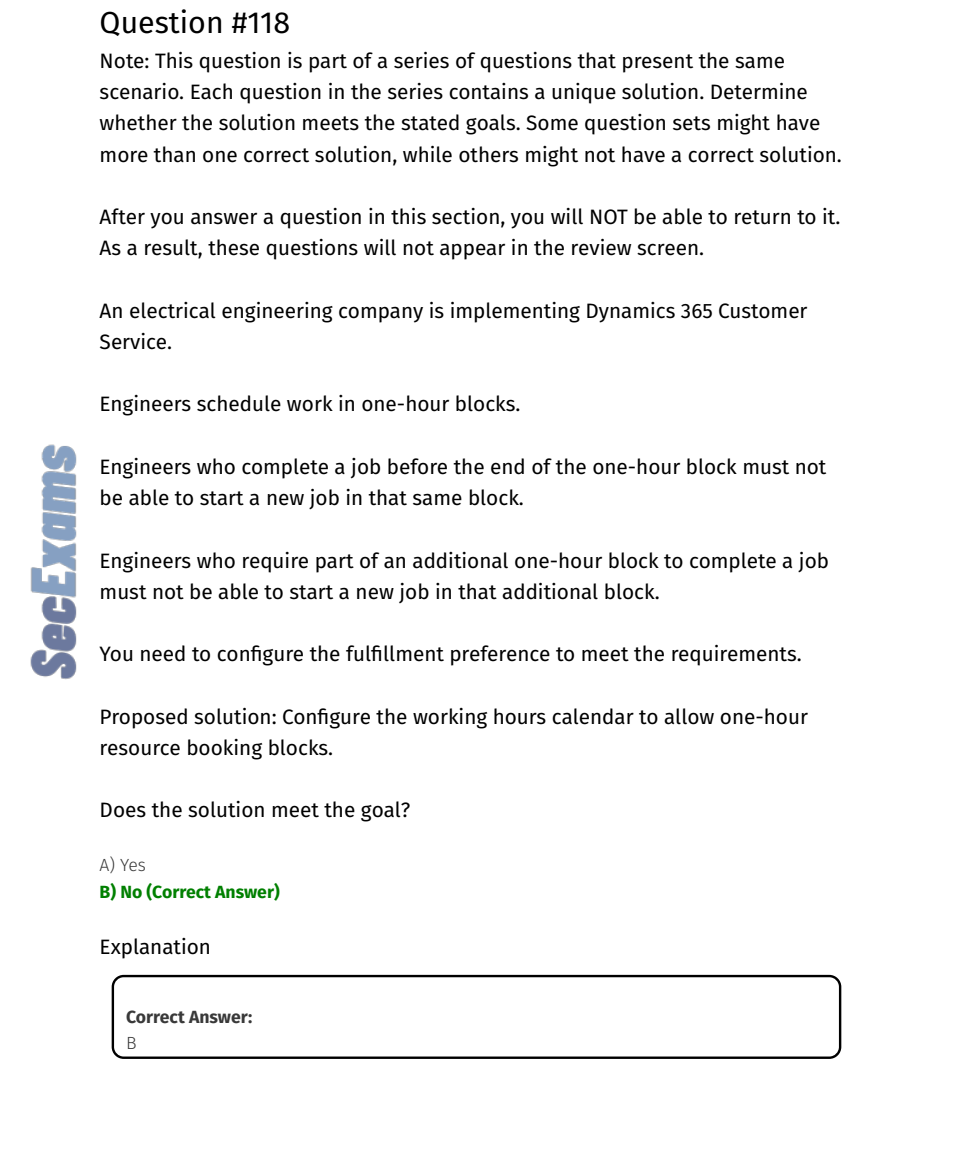 Question #118
Note: This question is part of a series of questions that present the same
scenario. Each question in the series contains a unique solution. Determine
whether the solution meets the stated goals. Some question sets might have
more than one correct solution, while others might not have a correct solution.
After you answer a question in this section, you will NOT be able to return to it.
As a result, these questions will not appear in the review screen.
An electrical engineering company is implementing Dynamics 365 Customer
Service.
Engineers schedule work in one-hour blocks.
Engineers who complete a job before the end of the one-hour block must not
be able to start a new job in that same block.
Engineers who require part of an additional one-hour block to complete a job
must not be able to start a new job in that additional block.
You need to configure the fulfillment preference to meet the requirements.
Proposed solution: Configure the working hours calendar to allow one-hour
resource booking blocks.
Does the solution meet the goal?
A) Yes
B) No (Correct Answer)
Explanation
Correct Answer:
B
SecExams